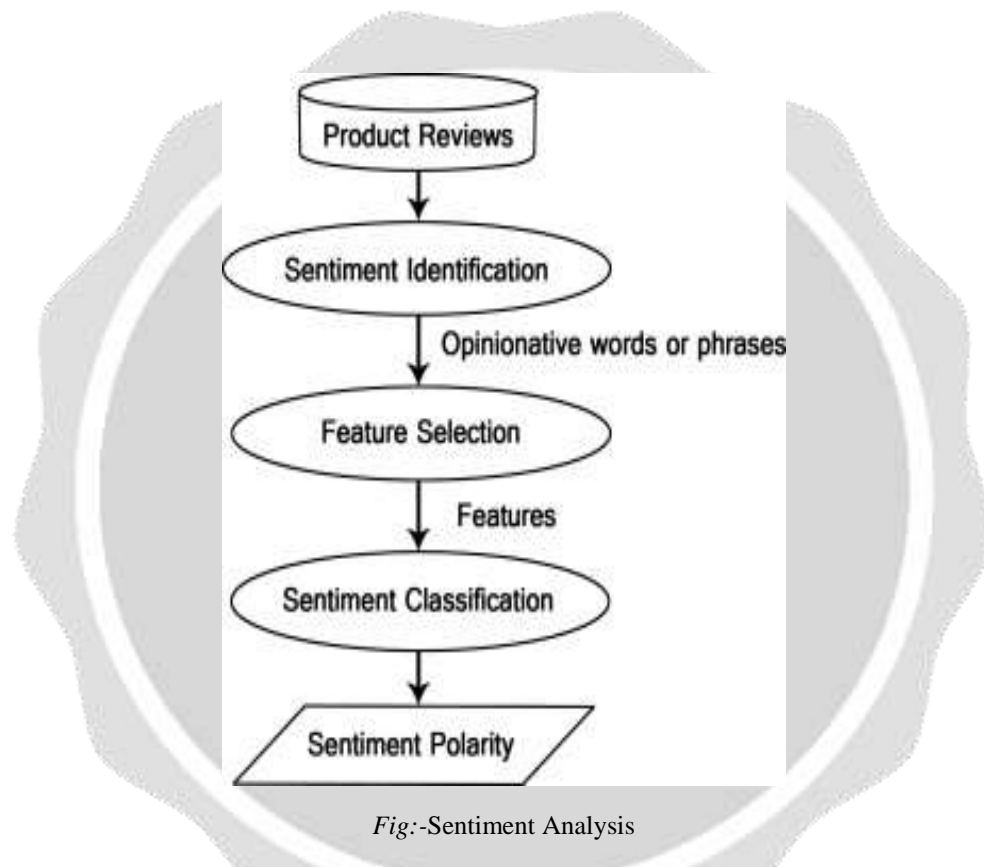 Product Reviews
Sentiment Identification
Opinionative words or phrases
Feature Selection
Features
Sentiment Classification
Sentiment Polarity
Fig:-Sentiment Analysis